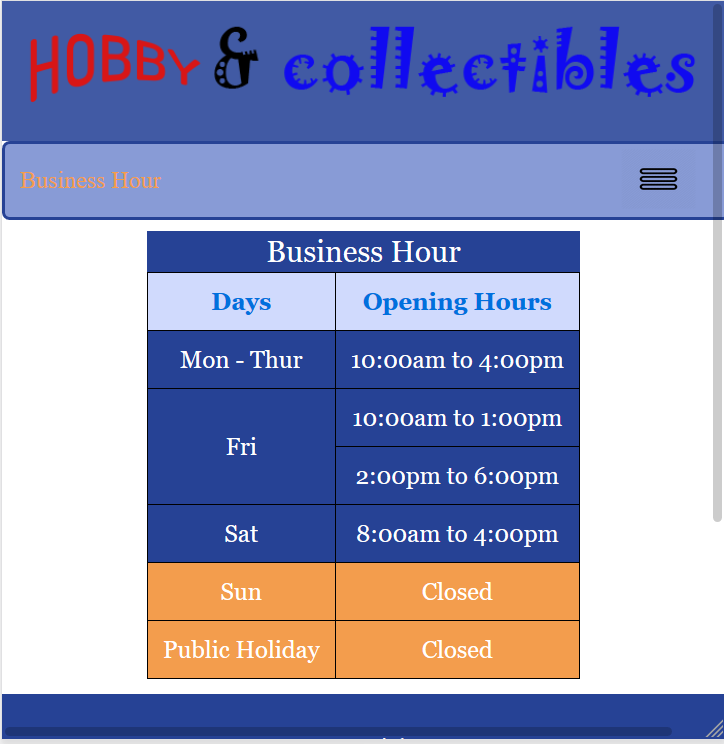 HOBBY & collectibles
Business Hour
Business Hour
Days Opening Hours
Mon - Thur 10:00am to 4:00pm
Fri 10:00am to 1:00pm
2:00pm to 6:00pm
Sat 8:00am to 4:00pm
Sun Closed
Public Holiday Closed